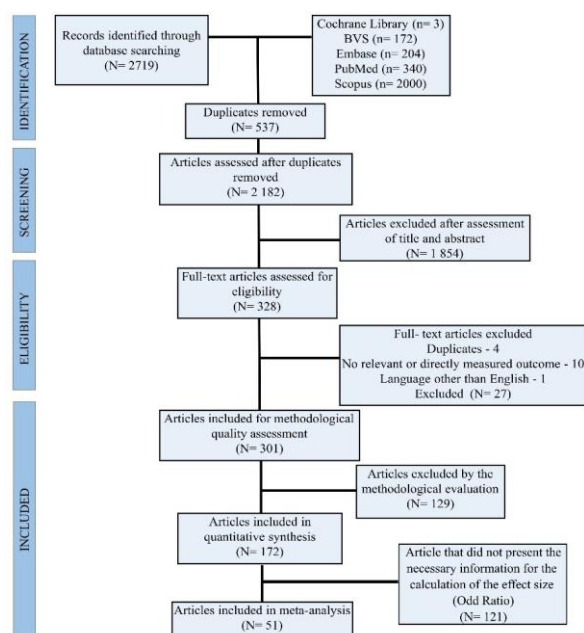 IDENTIFICATION
Records identified through
database searching
(N= 2719)
Cochrane Library (n= 3)
BVS (n= 172)
Embase (n= 204)
PubMed (n= 340)
Scopus (n= 2000)
Duplicates removed
(N= 537)
SCREENING
Articles assessed after duplicates
removed
(N= 2 182)
Articles excluded after assessment
of title and abstract
(N= 1 854)
ELIGIBILITY
Full-text articles assessed for
eligibility
(N= 328)
Full- text articles excluded
Duplicates - 4
No relevant or directly measured outcome - 10
Language other than English - 1
Excluded (N= 27)
INCLUDED
Articles included for methodological
quality assessment
(N= 301)
Articles excluded by the
methodological evaluation
(N= 129)
Articles included in
quantitative synthesis
(N= 172)
Article that did not present the
necessary information for the
calculation of the effect size
(Odd Ratio)
(N= 121)
Articles included in meta-analysis
(N= 51)